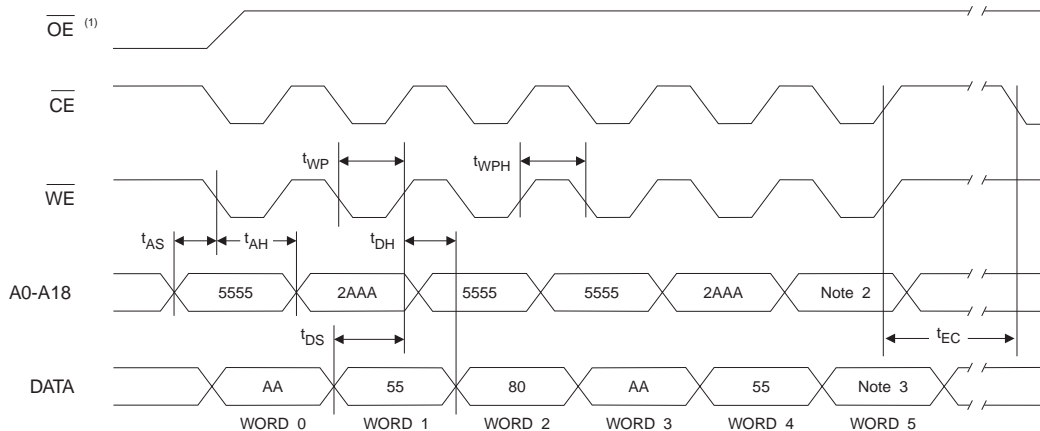 OE (1)
CE
tWP
tWPH
WE
tAS
tAH
tDH
A0-A18
5555
2AAA
5555
5555
2AAA
Note 2
tDS
tEC
DATA
AA
55
80
AA
55
Note 3
WORD 0
WORD 1
WORD 2
WORD 3
WORD 4
WORD 5